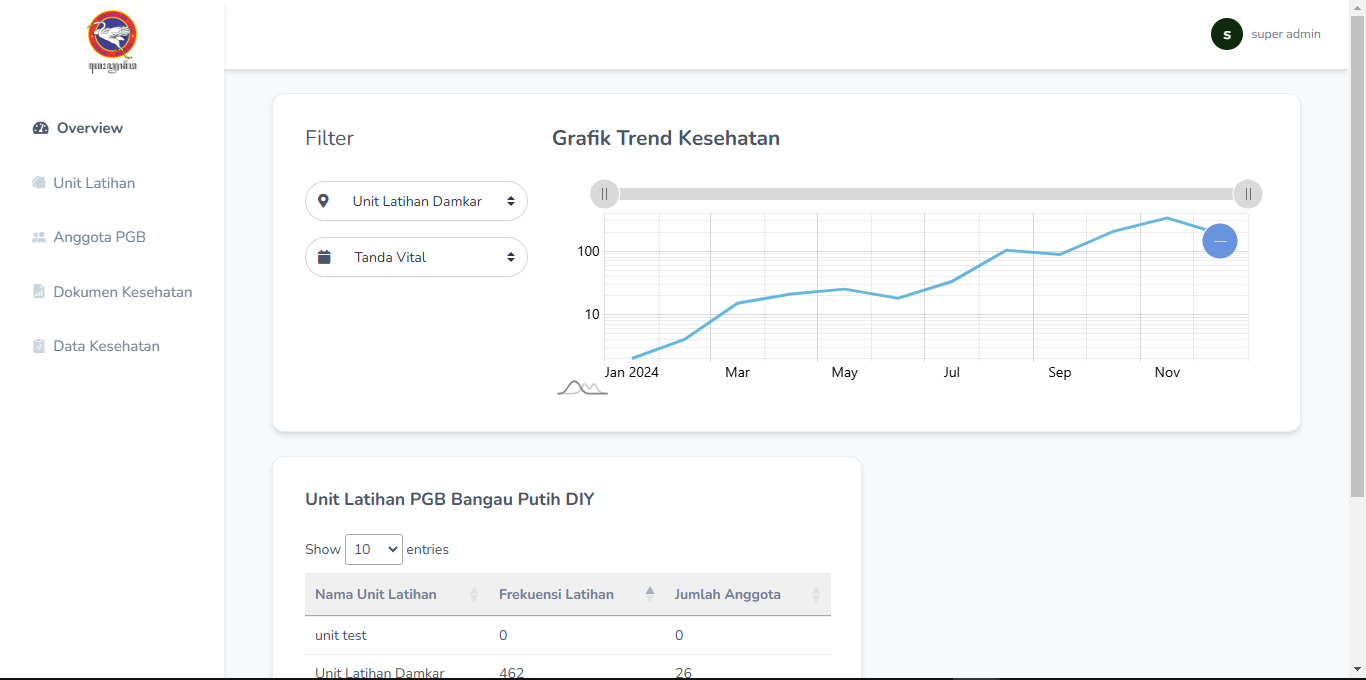 s super admin
Overview
Unit Latihan
Anggota PGB
Dokumen Kesehatan
Data Kesehatan
Filter
Unit Latihan Damkar
Tanda Vital
Grafik Trend Kesehatan
100
10
Jan 2024 Mar May Jul Sep Nov
Unit Latihan PGB Bangau Putih DIY
Show 10 entries
Nama Unit Latihan Frekuensi Latihan Jumlah Anggota
unit test 0 0
Unit Latihan Damkar 462 26